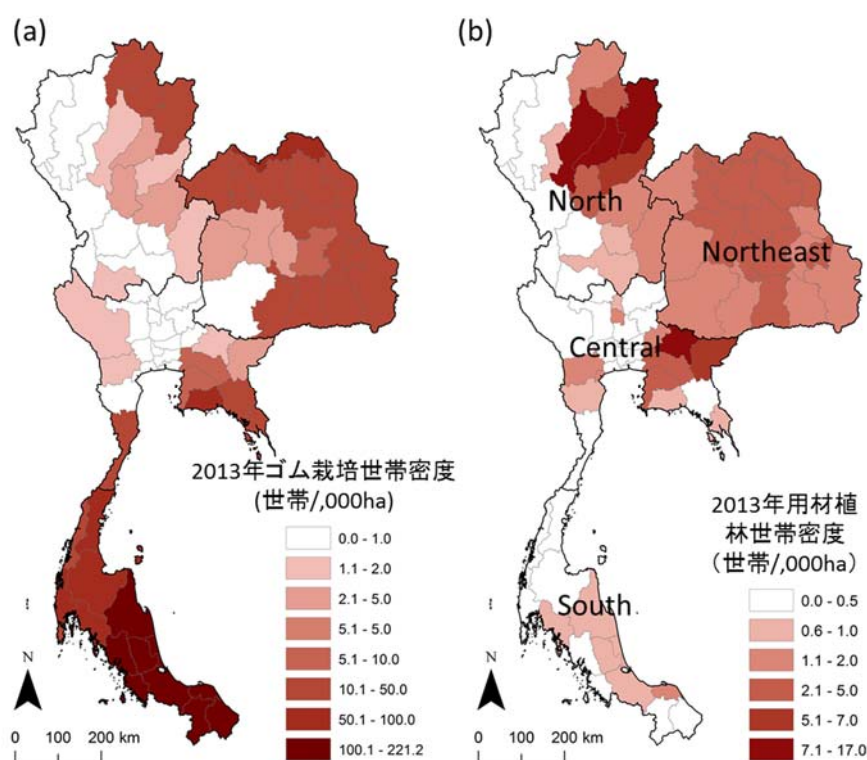 (a)
(b)
North
Northeast
Central
South
2013年ゴム栽培世帯密度
(世帯/,000ha)
0.0 - 1.0
1.1 - 2.0
2.1 - 5.0
5.1 - 5.0
5.1 - 10.0
10.1 - 50.0
50.1 - 100.0
100.1 - 221.2
N
0 100 200 km
2013年用材植
林世帯密度
（世帯/,000ha）
0.0 - 0.5
0.6 - 1.0
1.1 - 2.0
2.1 - 5.0
5.1 - 7.0
7.1 - 17.0
N
0 100 200 km